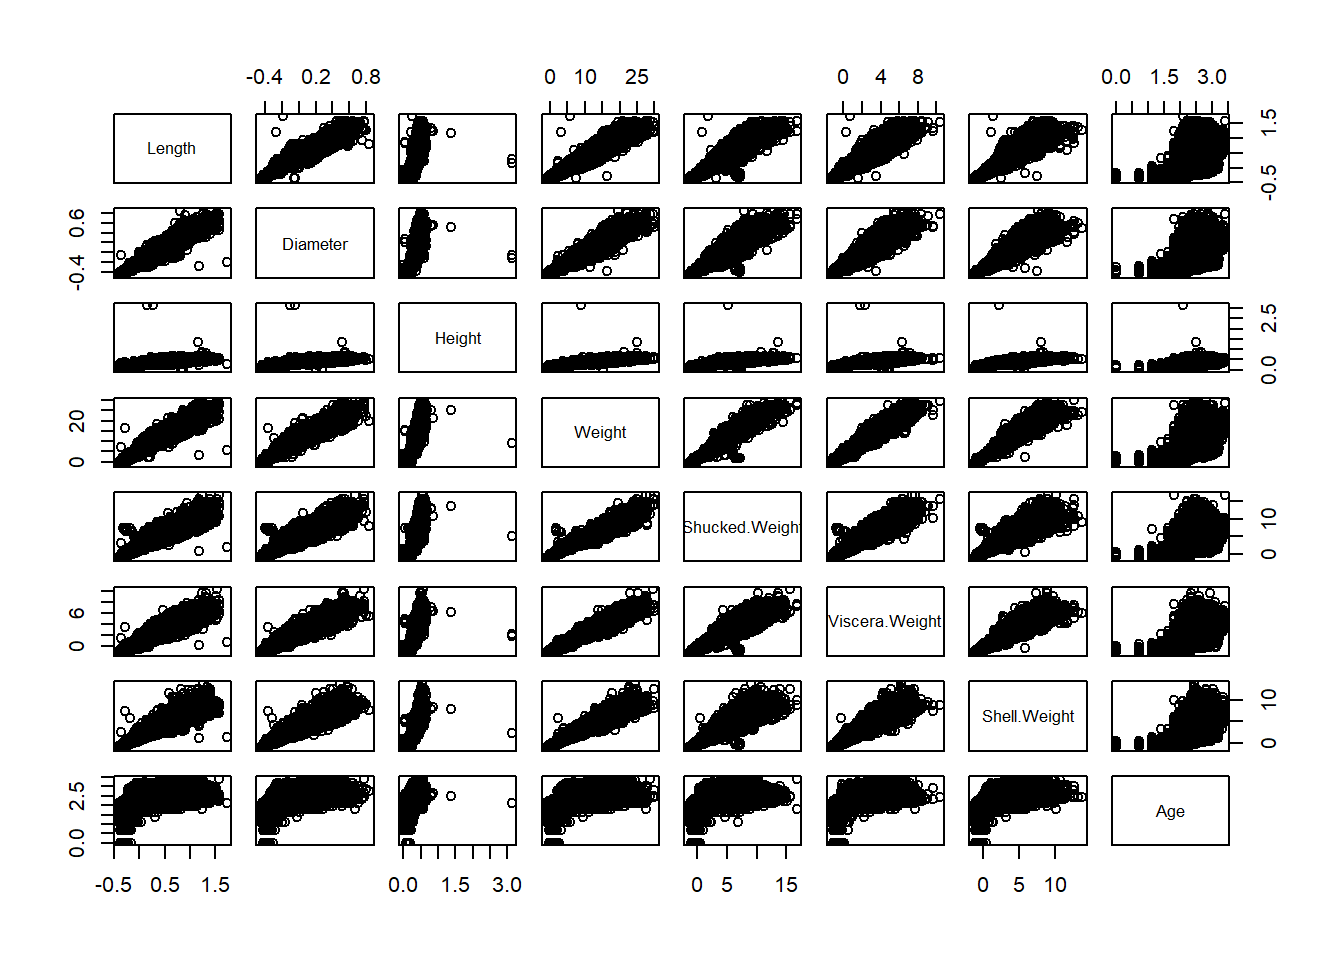 -0.4 0.2 0.8 0 10 25 0 4 8 0.0 1.5 3.0
Length -0.5 1.5
-0.4 0.6 Diameter
Height 0.0 2.5
0 20 Weight
Shucked.Weight 0 10
0 6 Viscera.Weight
Shell.Weight 0 10
0.0 2.5 Age
-0.5 0.5 1.5 0.0 1.5 3.0 0 5 15 0 5 10